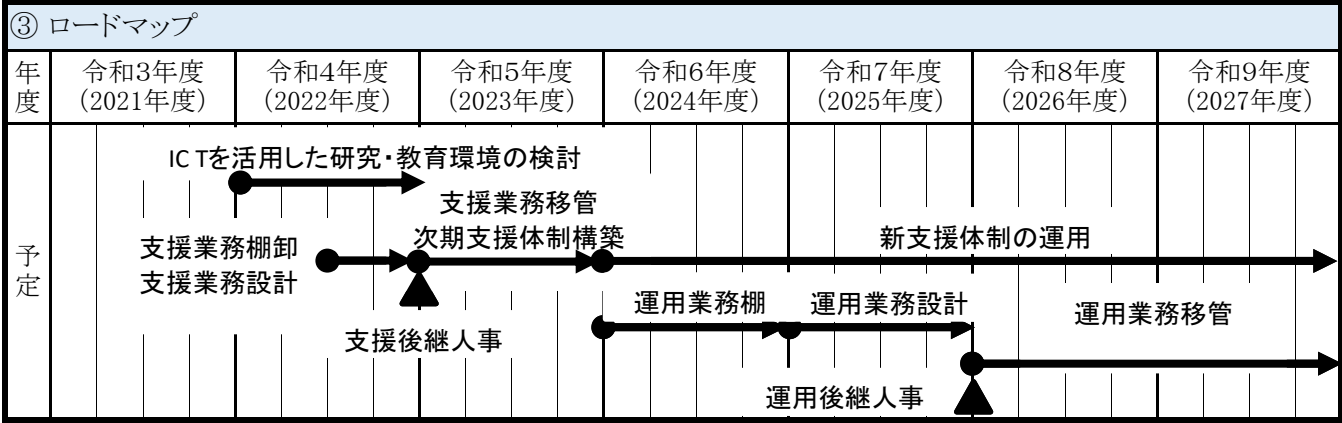 ③ ロードマップ
年度
令和3年度
(2021年度)
令和4年度
(2022年度)
令和5年度
(2023年度)
令和6年度
(2024年度)
令和7年度
(2025年度)
令和8年度
(2026年度)
令和9年度
(2027年度)
予定
ICTを活用した研究・教育環境の検討
支援業務棚卸
支援業務設計
支援業務移管
次期支援体制構築
新支援体制の運用
支援後継人事
運用業務棚
運用業務設計
運用業務移管
運用後継人事